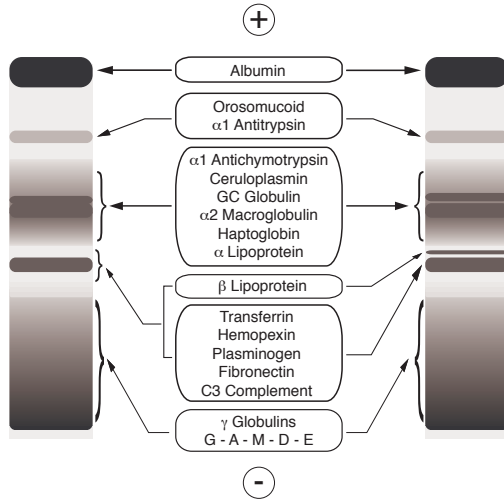 +
Albumin
Orosomucoid
α1 Antitrypsin
α1 Antichymotrypsin
Ceruloplasmin
GC Globulin
α2 Macroglobulin
Haptoglobin
α Lipoprotein
β Lipoprotein
Transferrin
Hemopexin
Plasminogen
Fibronectin
C3 Complement
γ Globulins
G - A - M - D - E
-